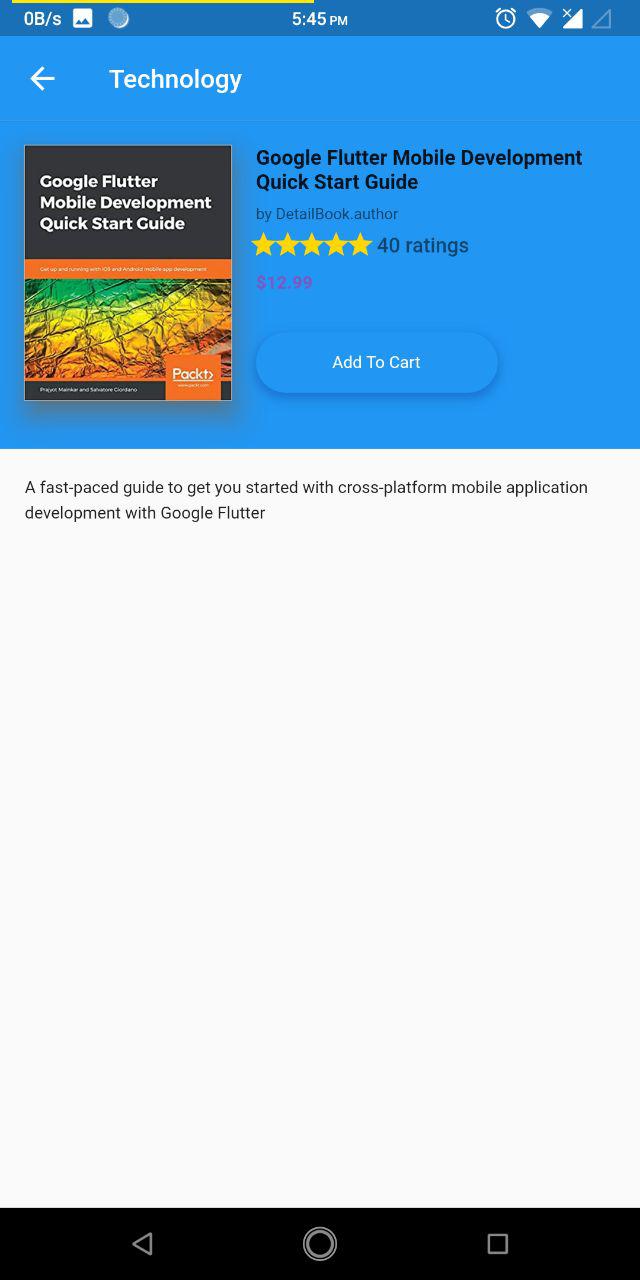 0B/s 5:45 PM
Technology
Google Flutter
Mobile Development
Quick Start Guide
Get up and running with iOS and Android mobile app development
Packt>
www.packt.com
Prajyot Mainkar and Salvatore Giordano
Google Flutter Mobile Development
Quick Start Guide
by DetailBook.author
40 ratings
$12.99
Add To Cart
A fast-paced guide to get you started with cross-platform mobile application
development with Google Flutter